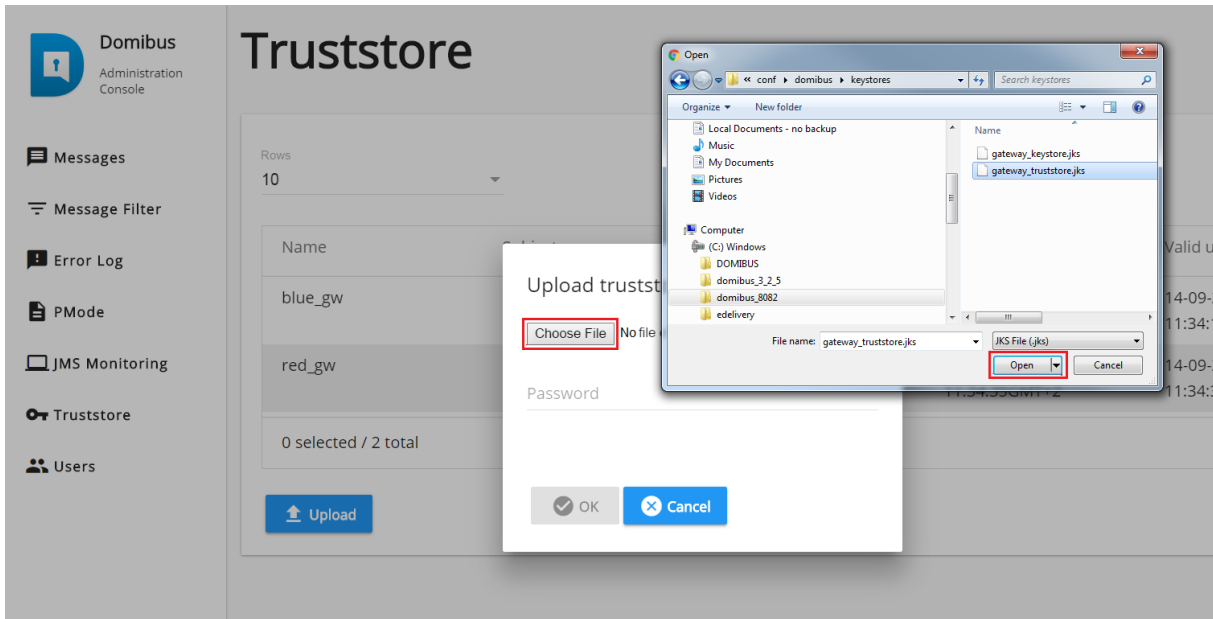 Domibus
Administration
Console
Messages
Message Filter
Error Log
PMode
JMS Monitoring
Truststore
Users
Truststore
Rows
10
Name
Valid u
blue_gw
14-09-
11:34:
red_gw
14-09-
11:34:
0 selected / 2 total
Upload
Upload trustst
Choose File No file
Password
OK
Cancel
Open
« conf domibus keystores
Search keystores
Organize
New folder
Local Documents - no backup
Music
My Documents
Pictures
Videos
Computer
(C:) Windows
DOMIBUS
domibus_3_2_5
domibus_8082
edelivery
Name
gateway_keystore.jks
gateway_truststore.jks
File name: gateway_truststore.jks
JKS File (.jks)
Open
Cancel